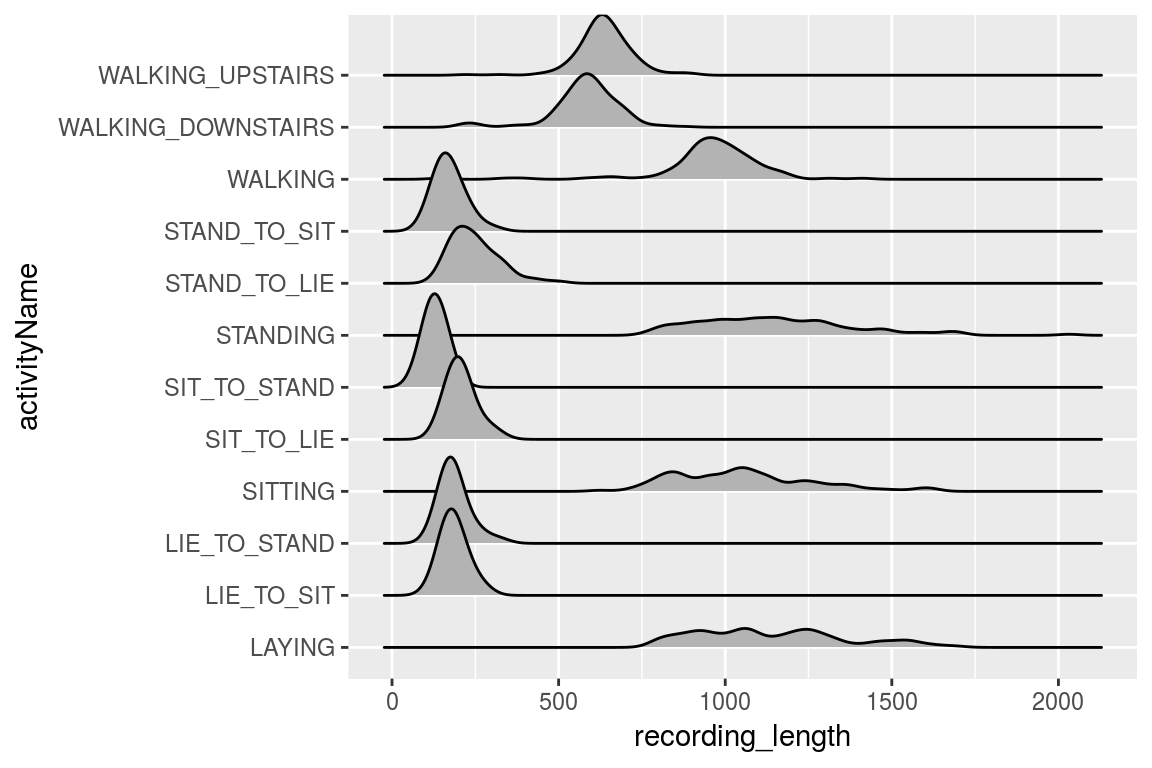 WALKING_UPSTAIRS
WALKING_DOWNSTAIRS
WALKING
STAND_TO_SIT
STAND_TO_LIE
STANDING
SIT_TO_STAND
SIT_TO_LIE
SITTING
LIE_TO_STAND
LIE_TO_SIT
LAYING
activityName
0 500 1000 1500 2000
recording_length